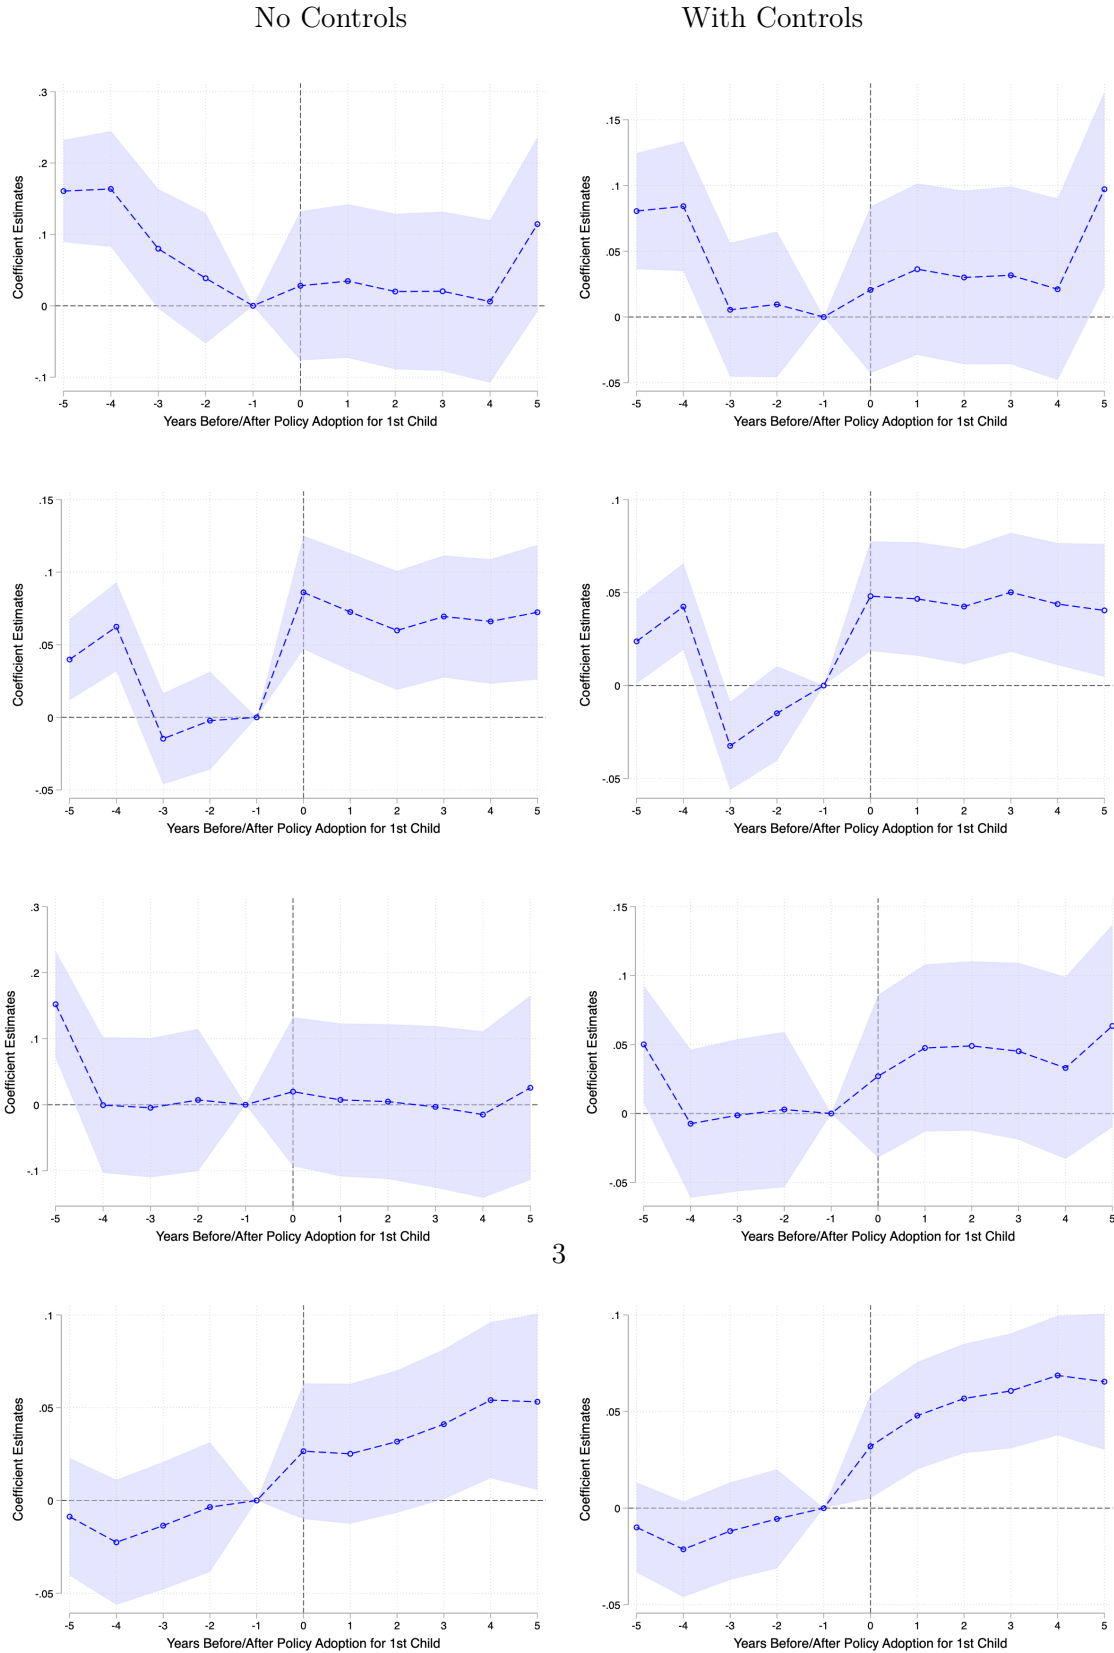 No Controls
With Controls
.3
.2
.1
0
-.1
Coefficient Estimates
-5 -4 -3 -2 -1 0 1 2 3 4 5
Years Before/After Policy Adoption for 1st Child
.15
.1
.05
0
-.05
Coefficient Estimates
-5 -4 -3 -2 -1 0 1 2 3 4 5
Years Before/After Policy Adoption for 1st Child
.15
.1
.05
0
-.05
Coefficient Estimates
-5 -4 -3 -2 -1 0 1 2 3 4 5
Years Before/After Policy Adoption for 1st Child
.1
.05
0
-.05
Coefficient Estimates
-5 -4 -3 -2 -1 0 1 2 3 4 5
Years Before/After Policy Adoption for 1st Child
.3
.2
.1
0
-.1
Coefficient Estimates
-5 -4 -3 -2 -1 0 1 2 3 4 5
Years Before/After Policy Adoption for 1st Child
.15
.1
.05
0
-.05
Coefficient Estimates
-5 -4 -3 -2 -1 0 1 2 3 4 5
Years Before/After Policy Adoption for 1st Child
3
.1
.05
0
-.05
Coefficient Estimates
-5 -4 -3 -2 -1 0 1 2 3 4 5
Years Before/After Policy Adoption for 1st Child
.1
.05
0
-.05
Coefficient Estimates
-5 -4 -3 -2 -1 0 1 2 3 4 5
Years Before/After Policy Adoption for 1st Child